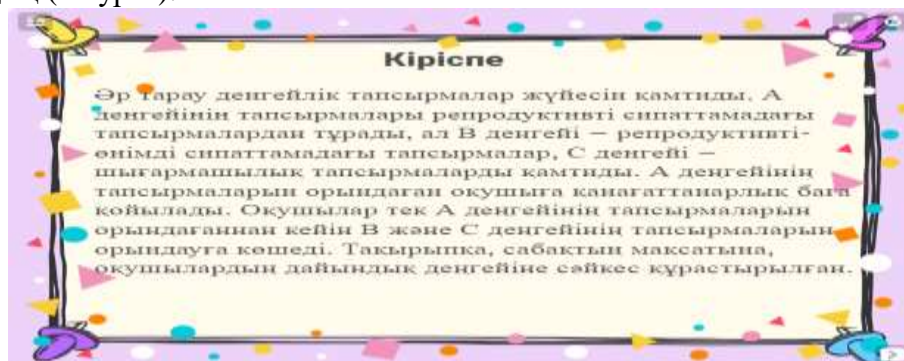 Кіріспе
Әр тарау деңгейлік тапсырмалар жүйесін қамтиды. А
деңгейінің тапсырмалары репродуктивті сипаттамадағы
тапсырмалардан тұрады, ал В деңгейі – репродуктивті-
өнімді сипаттамадағы тапсырмалар, С деңгейі –
шығармашылық тапсырмаларды қамтиды. А деңгейінің
тапсырмаларын орындаған оқушыға қанағаттанарлық баға
қойылады. Оқушылар тек А деңгейінің тапсырмаларын
орындағаннан кейін В және С деңгейінің тапсырмаларын
орындауға көшеді. Тақырыпқа, сабақтың мақсатына,
оқушылардың дайындық деңгейіне сәйкес құрастырылған.